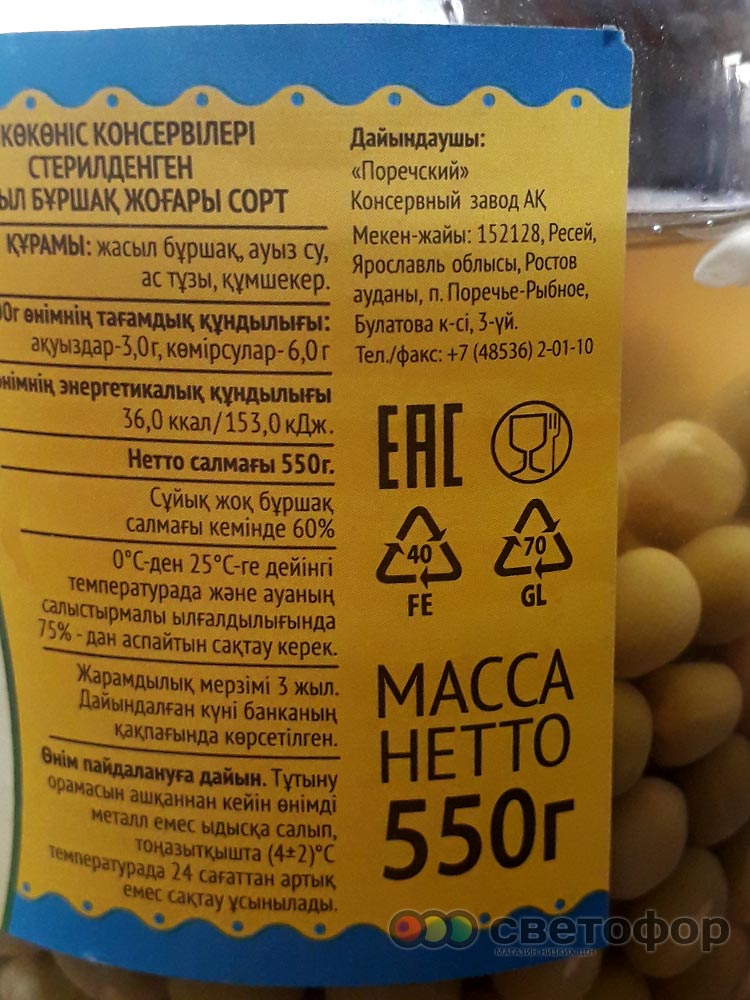 КӨКӨНІС КОНСЕРВІЛЕРІ
СТЕРИЛДЕНГЕН
БҰРШАҚ ЖОҒАРЫ СОРТ
ҚҰРАМЫ: жасыл бұршақ, ауыз су,
ас тұзы, құмшекер.
өнімнің тағамдық құндылығы:
ақуыздар-3,0г, көмірсулар- 6,0 г
энергетикалық құндылығы
36,0 ккал/153,0 кДж.
Нетто салмағы 550г.
Сұйық жоқ бұршақ
салмағы кемінде 60%
0°С-ден 25°С-ге дейінгі
температурада және ауаның
салыстырмалы ылғалдылығында
75% - дан аспайтын сақтау керек.
Жарамдылық мерзімі 3 жыл.
Дайындалған күні банканың
қақпағында көрсетілген.
Өнім пайдалануға дайын. Тұтыну
орамасын ашқаннан кейін өнімді
металл емес ыдысқа салып,
тоңазытқышта (4±2)°С
температурада 24 сағаттан артық
емес сақтау ұсынылады.
Дайындаушы:
«Поречский»
Консервный завод АҚ
Мекен-жайы: 152128, Ресей,
Ярославль облысы, Ростов
ауданы, п. Поречье-Рыбное,
Булатова к-сі, 3-үй.
Тел./факс: +7 (48536) 2-01-10
ЕАС
40
FE
70
GL
МАССА
НЕТТО
550г
светофор
МАГАЗИН НИЗКИХ ЦЕН